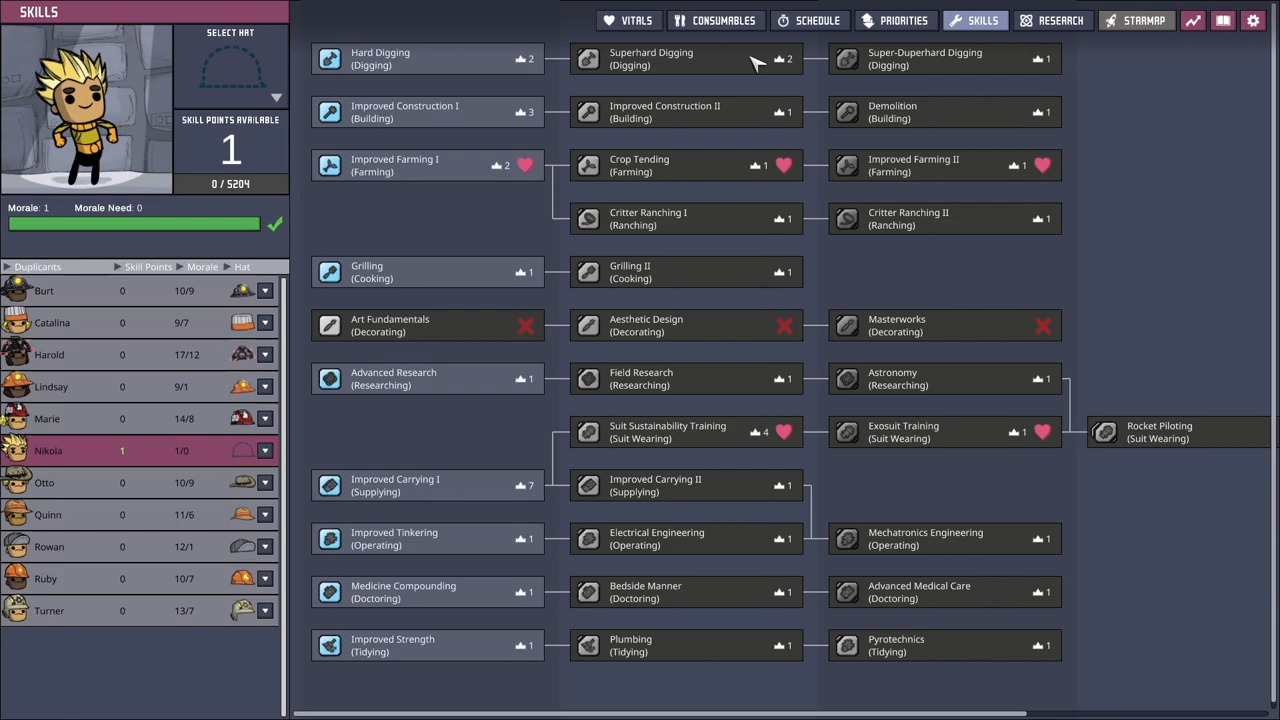 SKILLS
VITALS
CONSUMABLES
SCHEDULE
PRIORITIES
SKILLS
RESEARCH
STARMAP
SELECT HAT
SKILL POINTS AVAILABLE
1
0 / 5204
Morale: 1
Morale Need: 0
Duplicants Skill Points Morale Hat
Burt 0 10/9
Catalina 0 9/7
Harold 0 17/12
Lindsay 0 9/1
Marie 0 14/8
Nikola 1 1/0
Otto 0 10/9
Quinn 0 11/6
Rowan 0 12/1
Ruby 0 10/7
Turner 0 13/7
Hard Digging
(Digging)
2
Superhard Digging
(Digging)
2
Super-Duperhard Digging
(Digging)
1
Improved Construction I
(Building)
3
Improved Construction II
(Building)
1
Demolition
(Building)
1
Improved Farming I
(Farming)
2
Crop Tending
(Farming)
1
Improved Farming II
(Farming)
1
Critter Ranching I
(Ranching)
1
Critter Ranching II
(Ranching)
1
Grilling
(Cooking)
1
Grilling II
(Cooking)
1
Art Fundamentals
(Decorating)
Aesthetic Design
(Decorating)
Masterworks
(Decorating)
Advanced Research
(Researching)
1
Field Research
(Researching)
1
Astronomy
(Researching)
1
Suit Sustainability Training
(Suit Wearing)
4
Exosuit Training
(Suit Wearing)
1
Rocket Piloting
(Suit Wearing)
Improved Carrying I
(Supplying)
7
Improved Carrying II
(Supplying)
1
Improved Tinkering
(Operating)
1
Electrical Engineering
(Operating)
1
Mechatronics Engineering
(Operating)
1
Medicine Compounding
(Doctoring)
1
Bedside Manner
(Doctoring)
1
Advanced Medical Care
(Doctoring)
1
Improved Strength
(Tidying)
1
Plumbing
(Tidying)
1
Pyrotechnics
(Tidying)
1